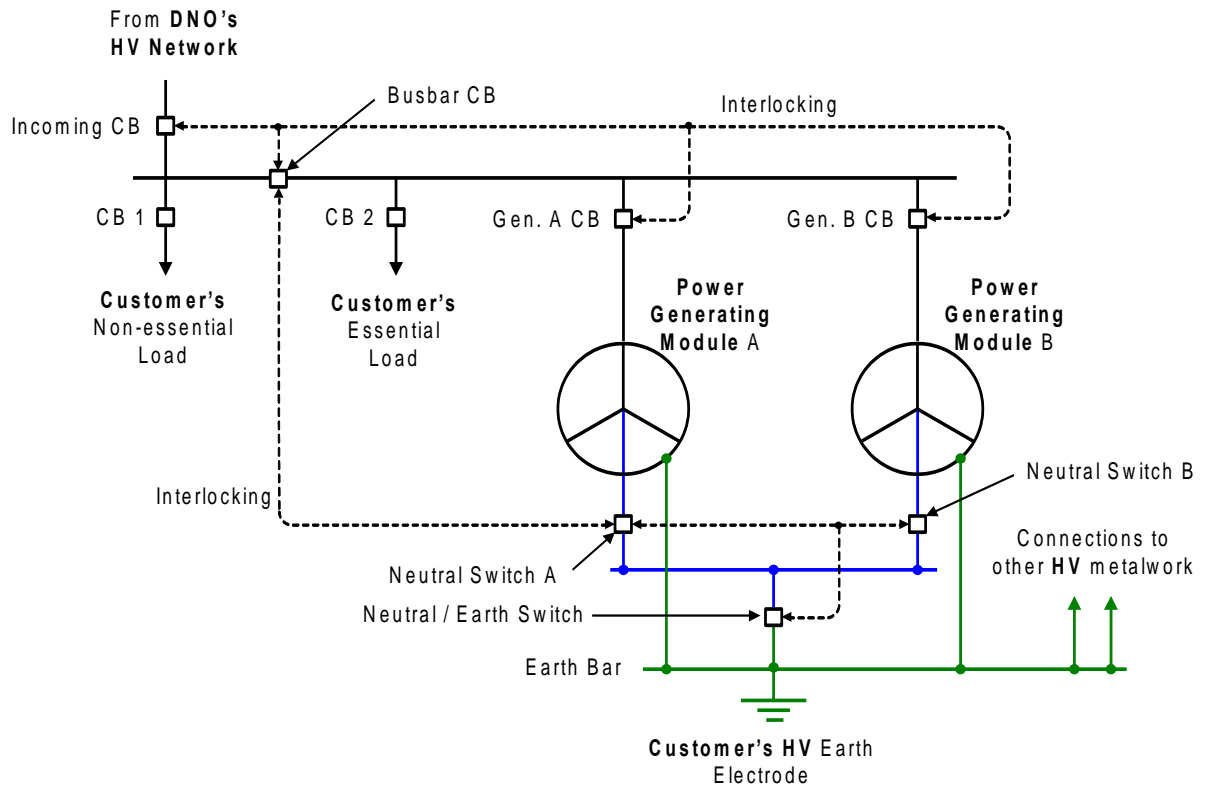 From DNO's
HV Network
Busbar CB
Interlocking
Incoming CB
CB 1
CB 2
Gen. A CB
Gen. B CB
Customer's
Non-essential
Load
Customer's
Essential
Load
Power
Generating
Module A
Power
Generating
Module B
Interlocking
Neutral Switch B
Connections to
other HV metalwork
Neutral Switch A
Neutral / Earth Switch
Earth Bar
Customer's HV Earth
Electrode